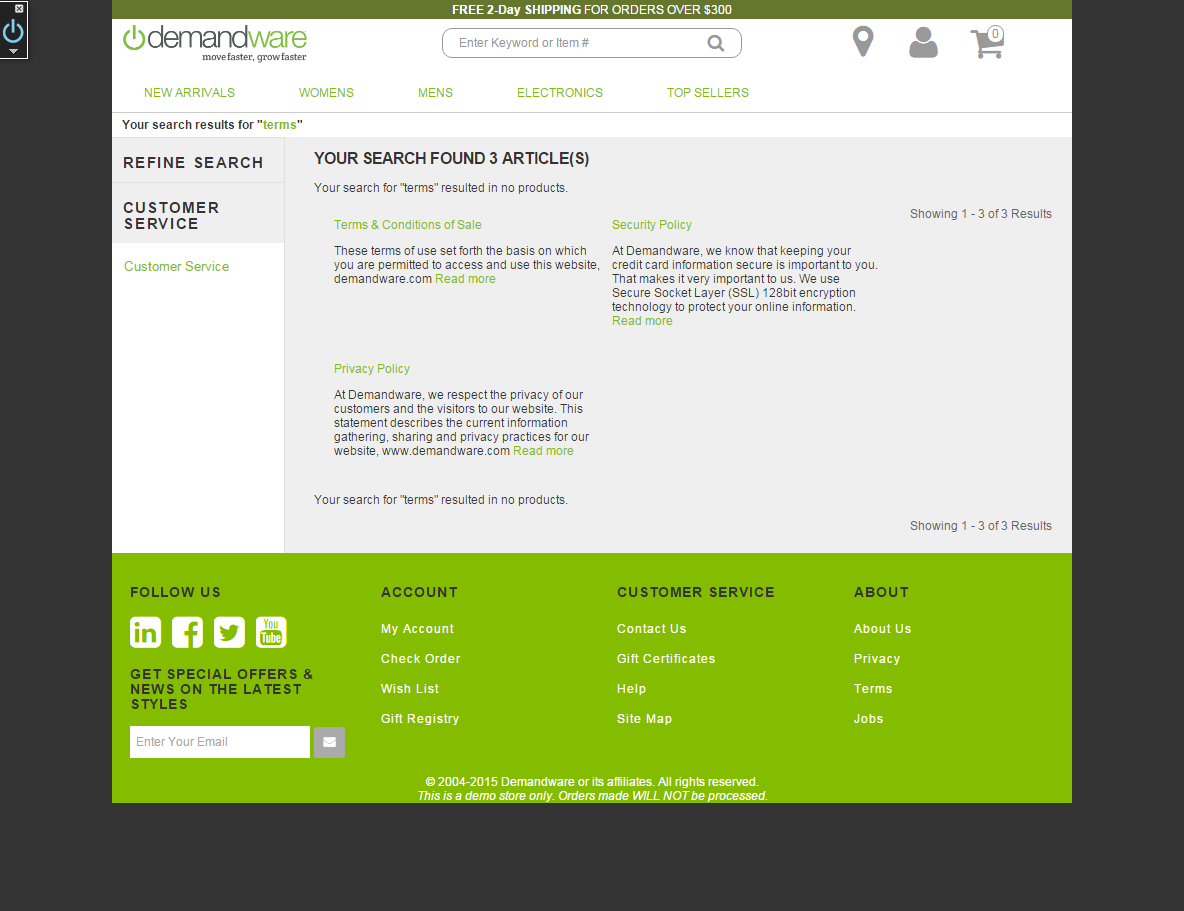 FREE 2-Day SHIPPING FOR ORDERS OVER $300
demandware
move faster, grow faster
Enter Keyword or Item #
0
NEW ARRIVALS WOMENS MENS ELECTRONICS TOP SELLERS
Your search results for "terms"
REFINE SEARCH
CUSTOMER
SERVICE
Customer Service
YOUR SEARCH FOUND 3 ARTICLE(S)
Your search for "terms" resulted in no products.
Showing 1 - 3 of 3 Results
Terms & Conditions of Sale
These terms of use set forth the basis on which
you are permitted to access and use this website,
demandware.com Read more
Security Policy
At Demandware, we know that keeping your
credit card information secure is important to you.
That makes it very important to us. We use
Secure Socket Layer (SSL) 128bit encryption
technology to protect your online information.
Read more
Privacy Policy
At Demandware, we respect the privacy of our
customers and the visitors to our website. This
statement describes the current information
gathering, sharing and privacy practices for our
website, www.demandware.com Read more
Your search for "terms" resulted in no products.
Showing 1 - 3 of 3 Results
FOLLOW US
in
You
Tube
GET SPECIAL OFFERS &
NEWS ON THE LATEST
STYLES
Enter Your Email
ACCOUNT
My Account
Check Order
Wish List
Gift Registry
CUSTOMER SERVICE
Contact Us
Gift Certificates
Help
Site Map
ABOUT
About Us
Privacy
Terms
Jobs
© 2004-2015 Demandware or its affiliates. All rights reserved.
This is a demo store only. Orders made WILL NOT be processed.